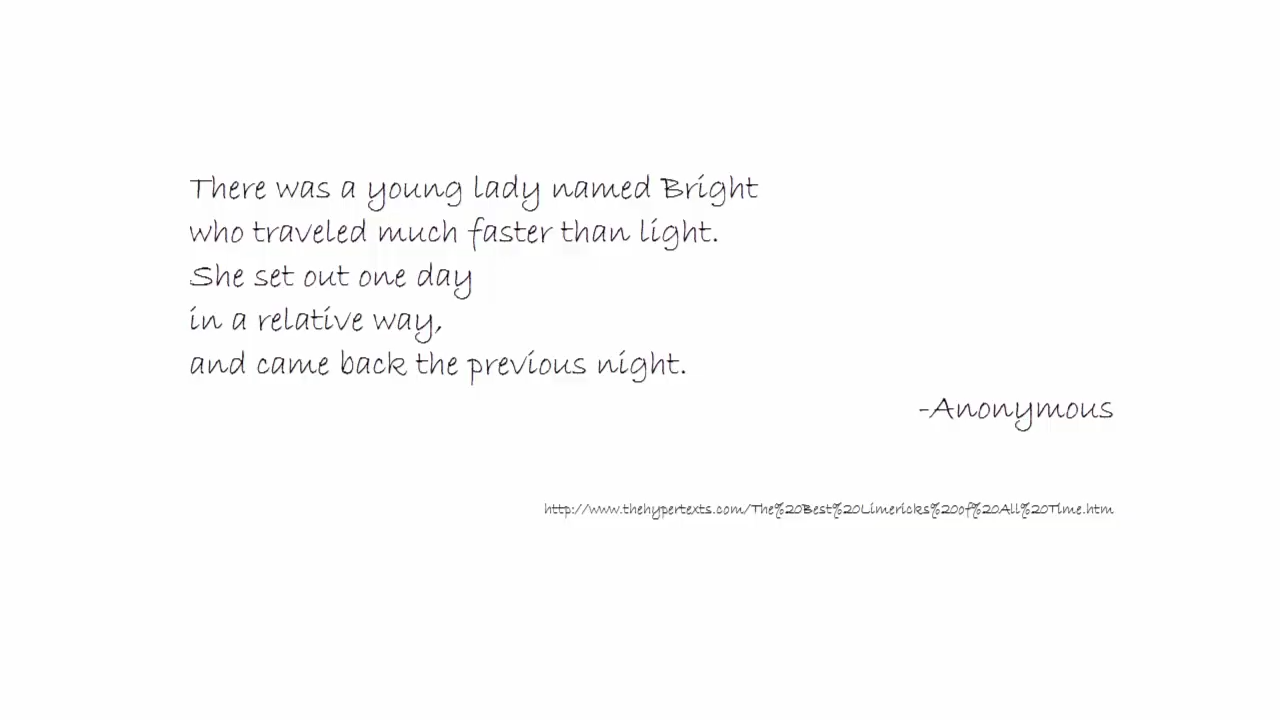 There was a young lady named Bright
who traveled much faster than light.
She set out one day
in a relative way,
and came back the previous night.
-Anonymous
http://www.thehypertexts.com/The%20Best%20Limericks%20of%20All%20Time.htm